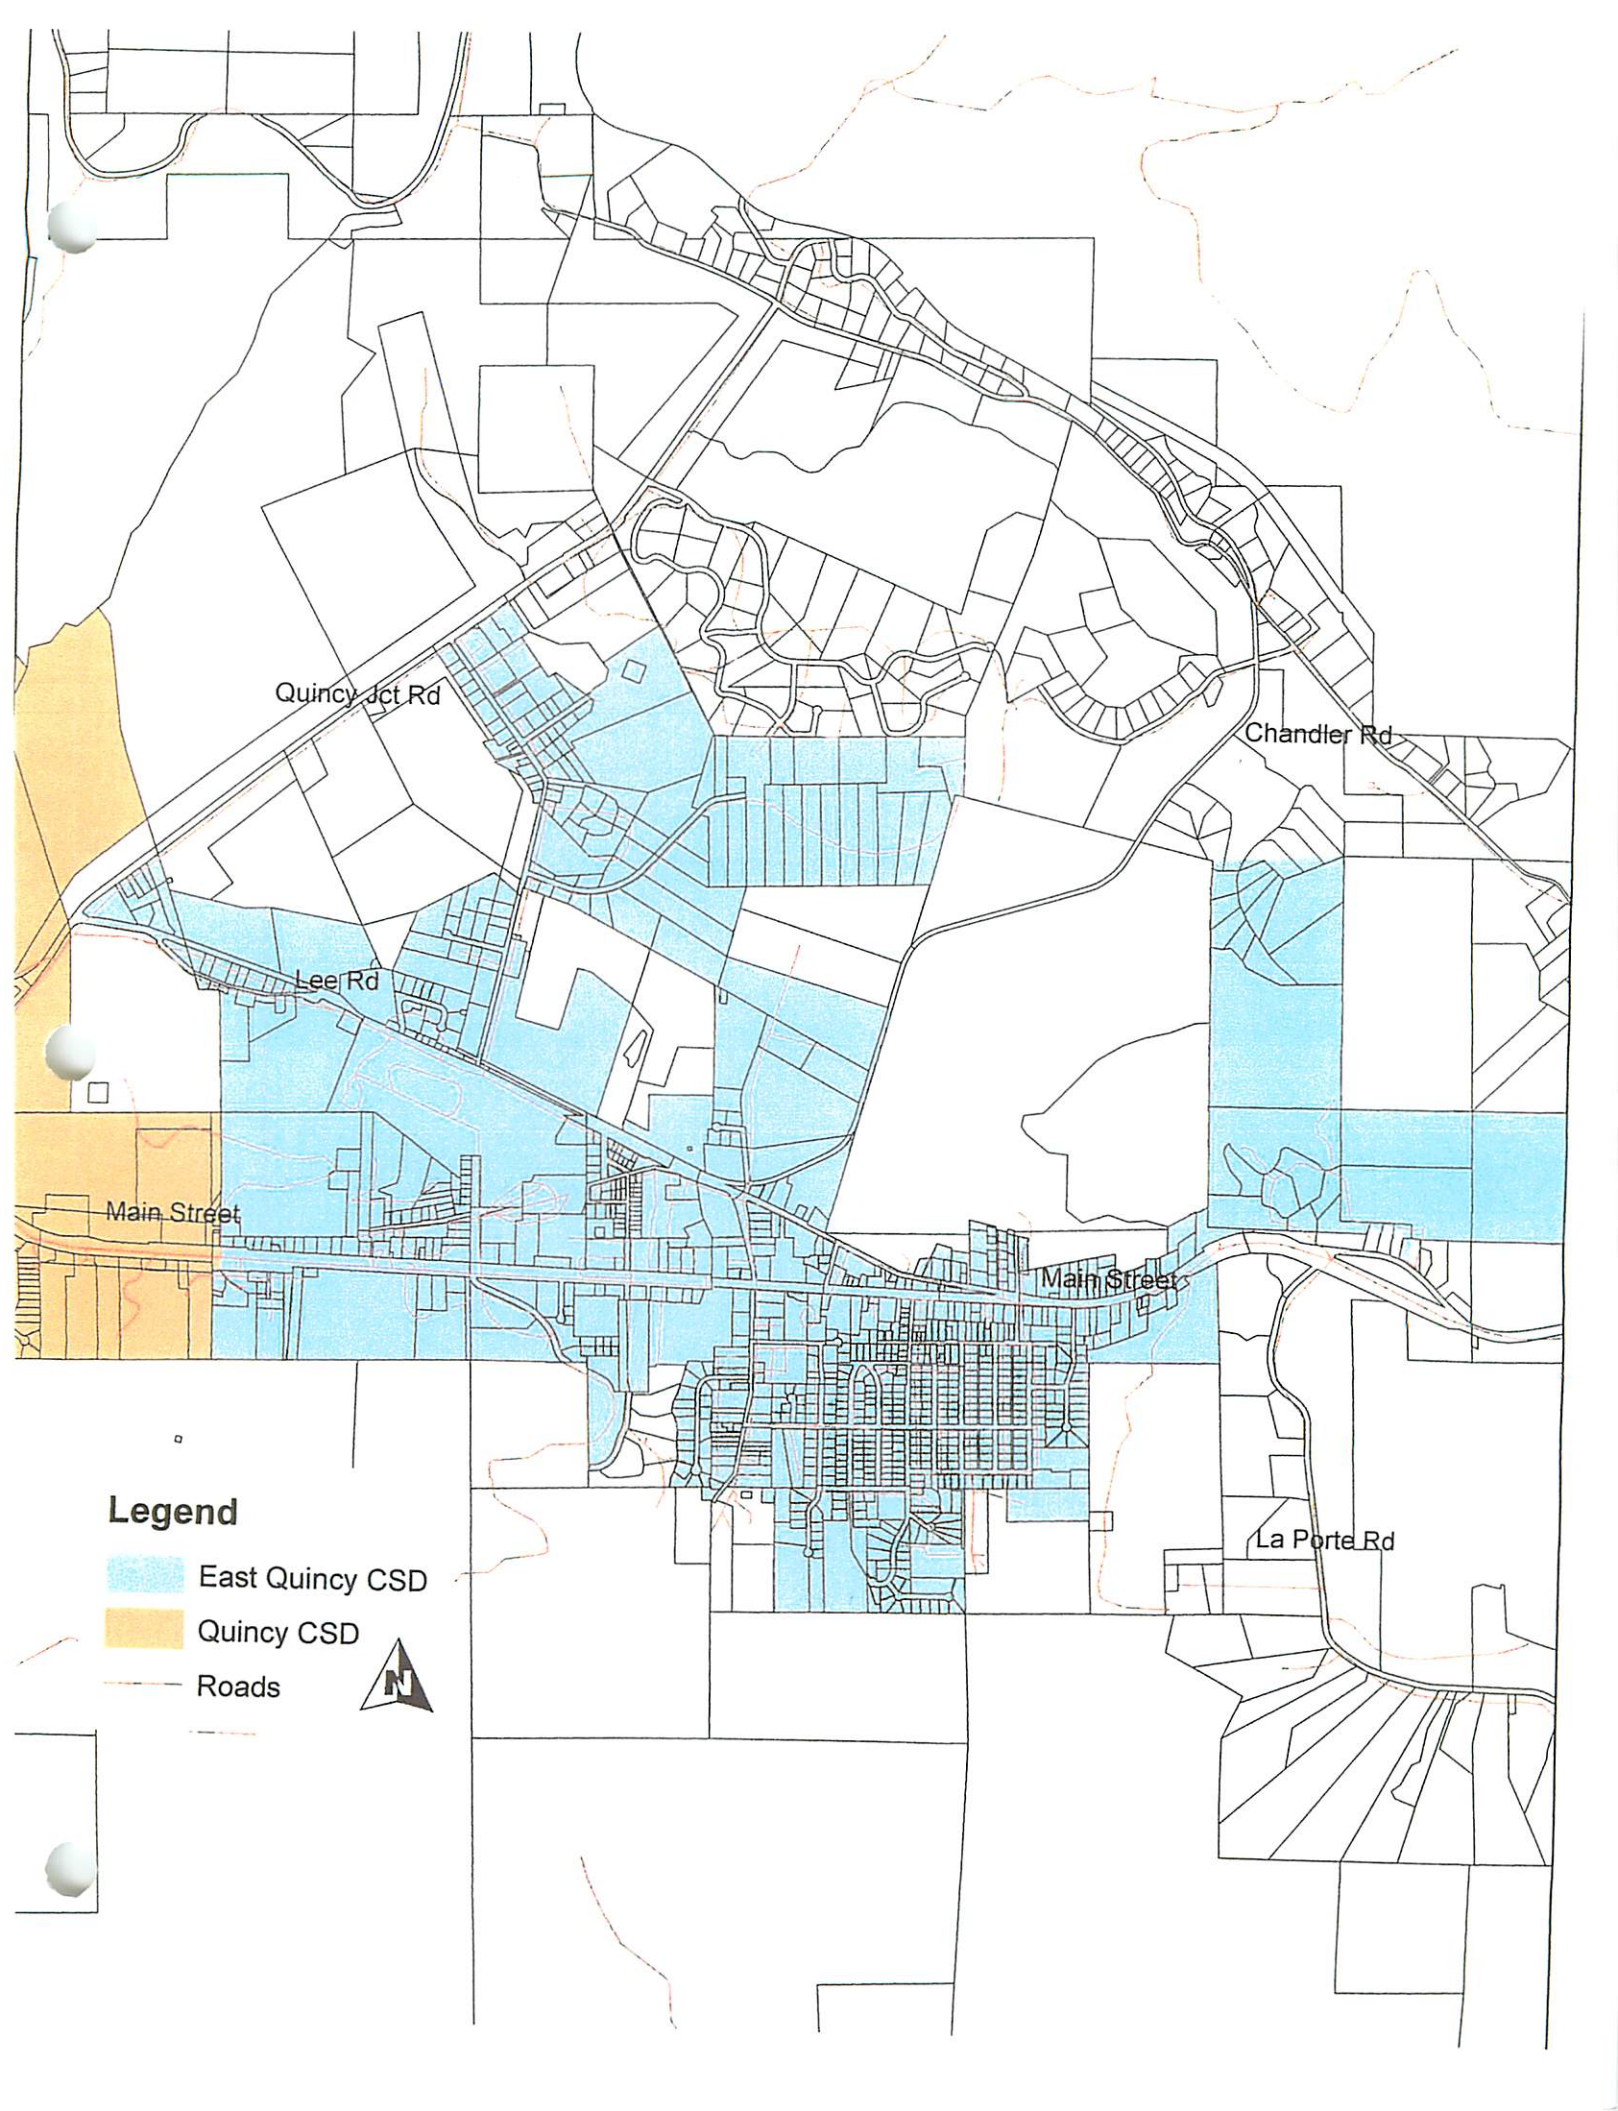 Quincy Jct Rd
Chandler Rd
Lee Rd
Main Street
Main Street
Legend
East Quincy CSD
Quincy CSD
Roads
N
La Porte Rd